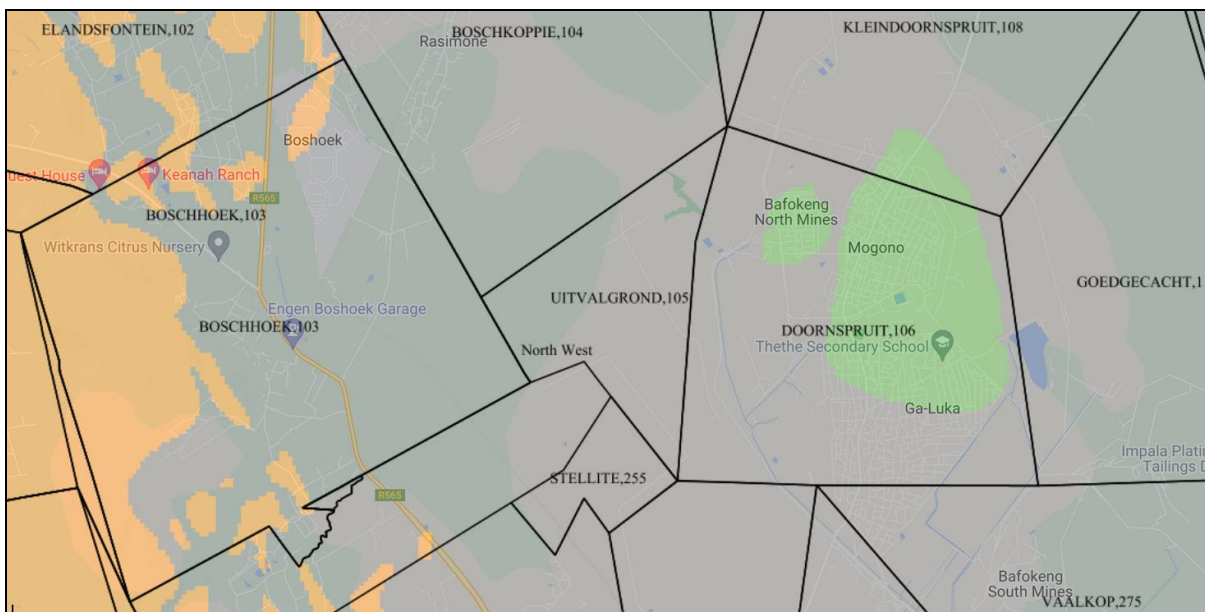 ELANDSFONTEIN,102
BOSCHKOPPIE,104
Rasimone
KLEINDOORNSPRUIT,108
Boshoek
uest House
Keanah Ranch
R565
BOSCHHOEK,103
Witkrans Citrus Nursery
Bafokeng
North Mines
Mogono
GOEDGECACHT,1
UITVALGROND,105
Engen Boshoek Garage
BOSCHHOEK,103
DOORNSPRUIT,106
Thethe Secondary School
North West
Ga-Luka
Impala Plati
Tailings D
STELLITE,255
R565
Bafokeng
South Mines
VAALKOP,275